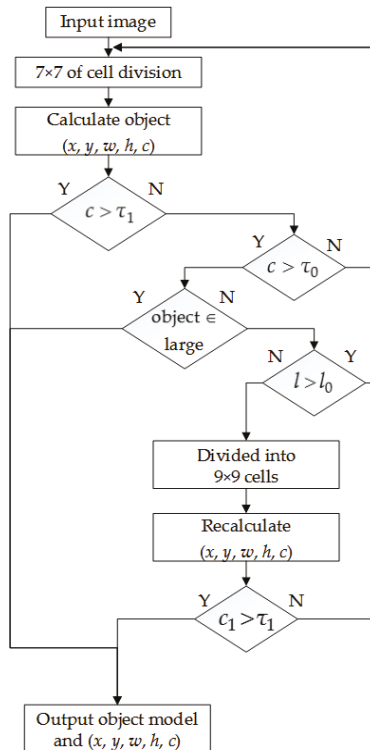 Input image
7×7 of cell division
Calculate object
(x, y, w, h, c)
Y N
c > τ₁
Y N
c > τ₀
Y N
object ∈
large
N Y
l > l₀
Divided into
9×9 cells
Recalculate
(x, y, w, h, c)
Y N
c₁ > τ₁
Output object model
and (x, y, w, h, c)